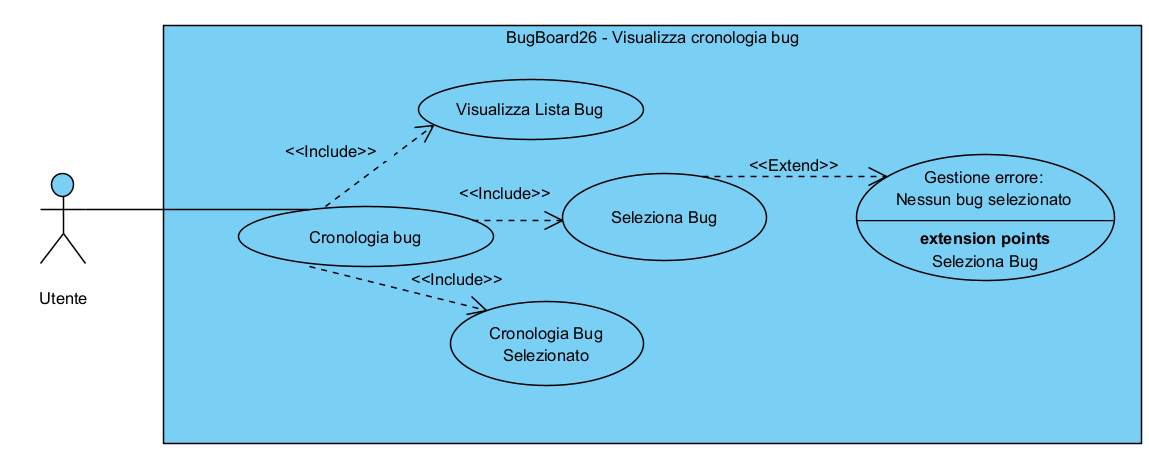 BugBoard26 - Visualizza cronologia bug
Visualizza Lista Bug
<<Include>>
<<Include>>
<<Extend>>
Gestione errore:
Nessun bug selezionato
extension points
Seleziona Bug
Seleziona Bug
Cronologia bug
<<Include>>
Utente
Cronologia Bug
Selezionato